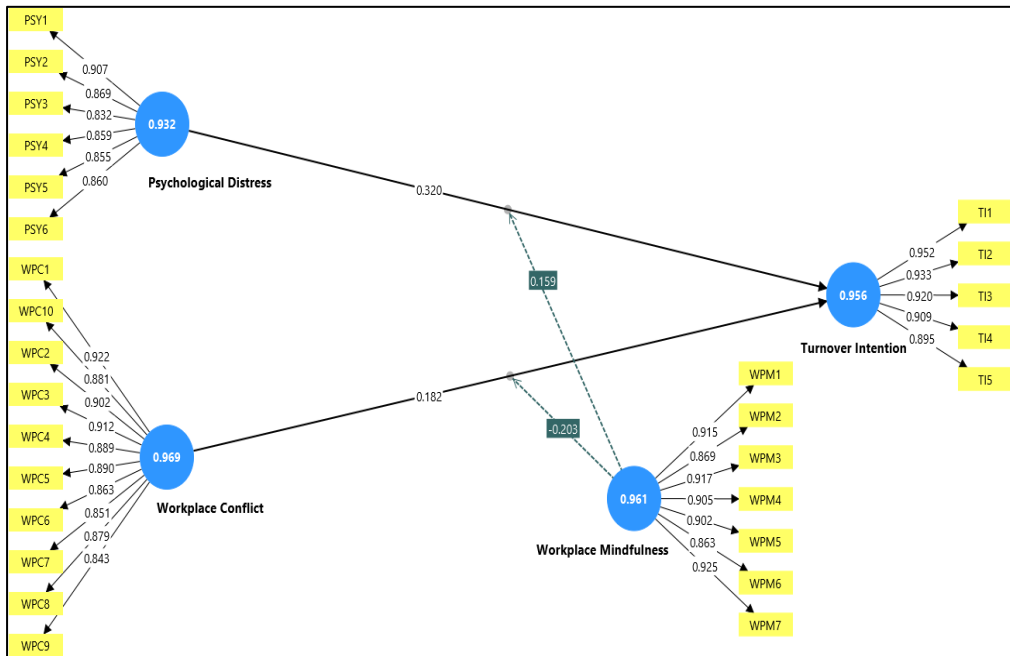 PSY1
PSY2
PSY3
PSY4
PSY5
PSY6
0.907
0.869
0.832
0.859
0.855
0.860
0.932
Psychological Distress
WPC1
WPC10
WPC2
WPC3
WPC4
WPC5
WPC6
WPC7
WPC8
WPC9
0.922
0.881
0.902
0.912
0.889
0.890
0.863
0.851
0.879
0.843
0.969
Workplace Conflict
0.320
0.182
0.159
-0.203
0.961
Workplace Mindfulness
0.915
0.869
0.917
0.905
0.902
0.863
0.925
WPM1
WPM2
WPM3
WPM4
WPM5
WPM6
WPM7
0.956
Turnover Intention
0.952
0.933
0.920
0.909
0.895
TI1
TI2
TI3
TI4
TI5